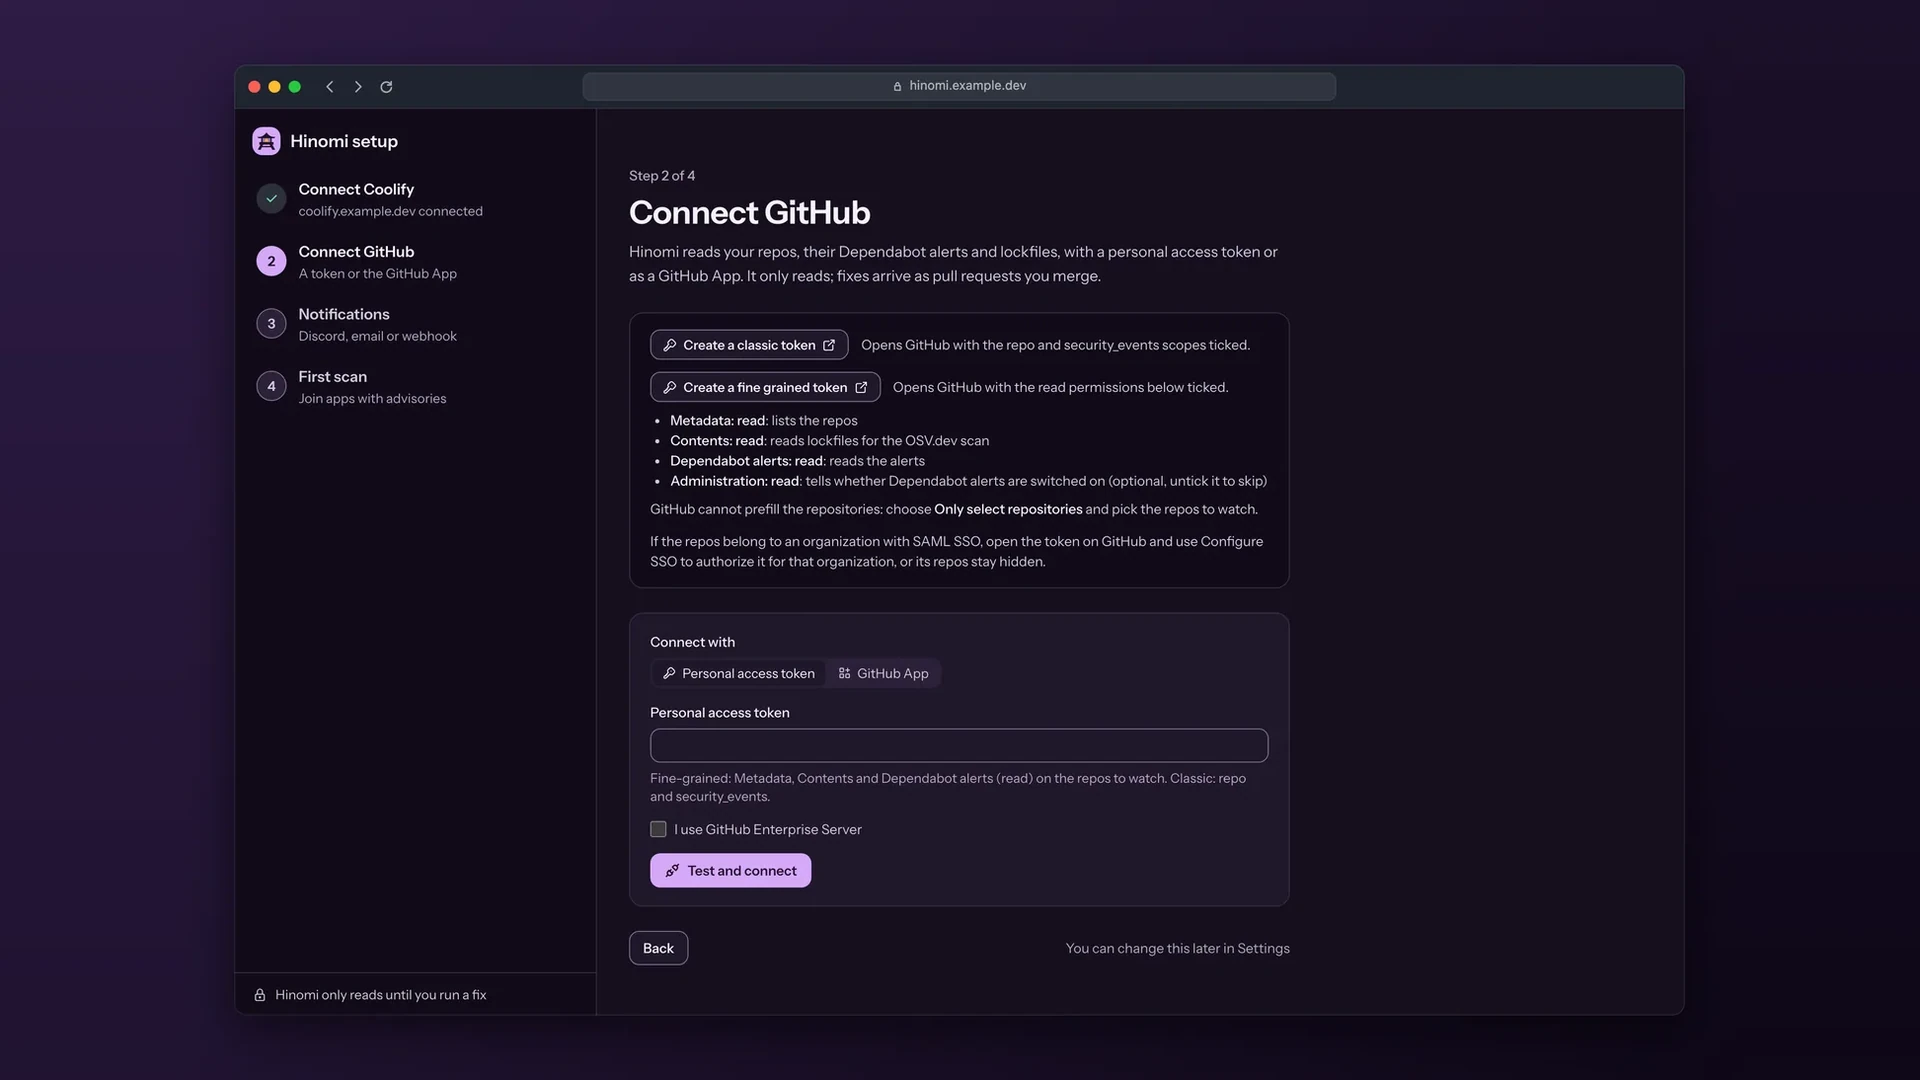 hinomi.example.dev
Hinomi setup
Connect Coolify
coolify.example.dev connected
2
Connect GitHub
A token or the GitHub App
3
Notifications
Discord, email or webhook
4
First scan
Join apps with advisories
Hinomi only reads until you run a fix
Step 2 of 4
Connect GitHub
Hinomi reads your repos, their Dependabot alerts and lockfiles, with a personal access token or
as a GitHub App. It only reads; fixes arrive as pull requests you merge.
Create a classic token Opens GitHub with the repo and security_events scopes ticked.
Create a fine grained token Opens GitHub with the read permissions below ticked.
• Metadata: read: lists the repos
• Contents: read: reads lockfiles for the OSV.dev scan
• Dependabot alerts: read: reads the alerts
• Administration: read: tells whether Dependabot alerts are switched on (optional, untick it to skip)
GitHub cannot prefill the repositories: choose Only select repositories and pick the repos to watch.
If the repos belong to an organization with SAML SSO, open the token on GitHub and use Configure
SSO to authorize it for that organization, or its repos stay hidden.
Connect with
Personal access token GitHub App
Personal access token
Fine-grained: Metadata, Contents and Dependabot alerts (read) on the repos to watch. Classic: repo
and security_events.
I use GitHub Enterprise Server
Test and connect
Back
You can change this later in Settings